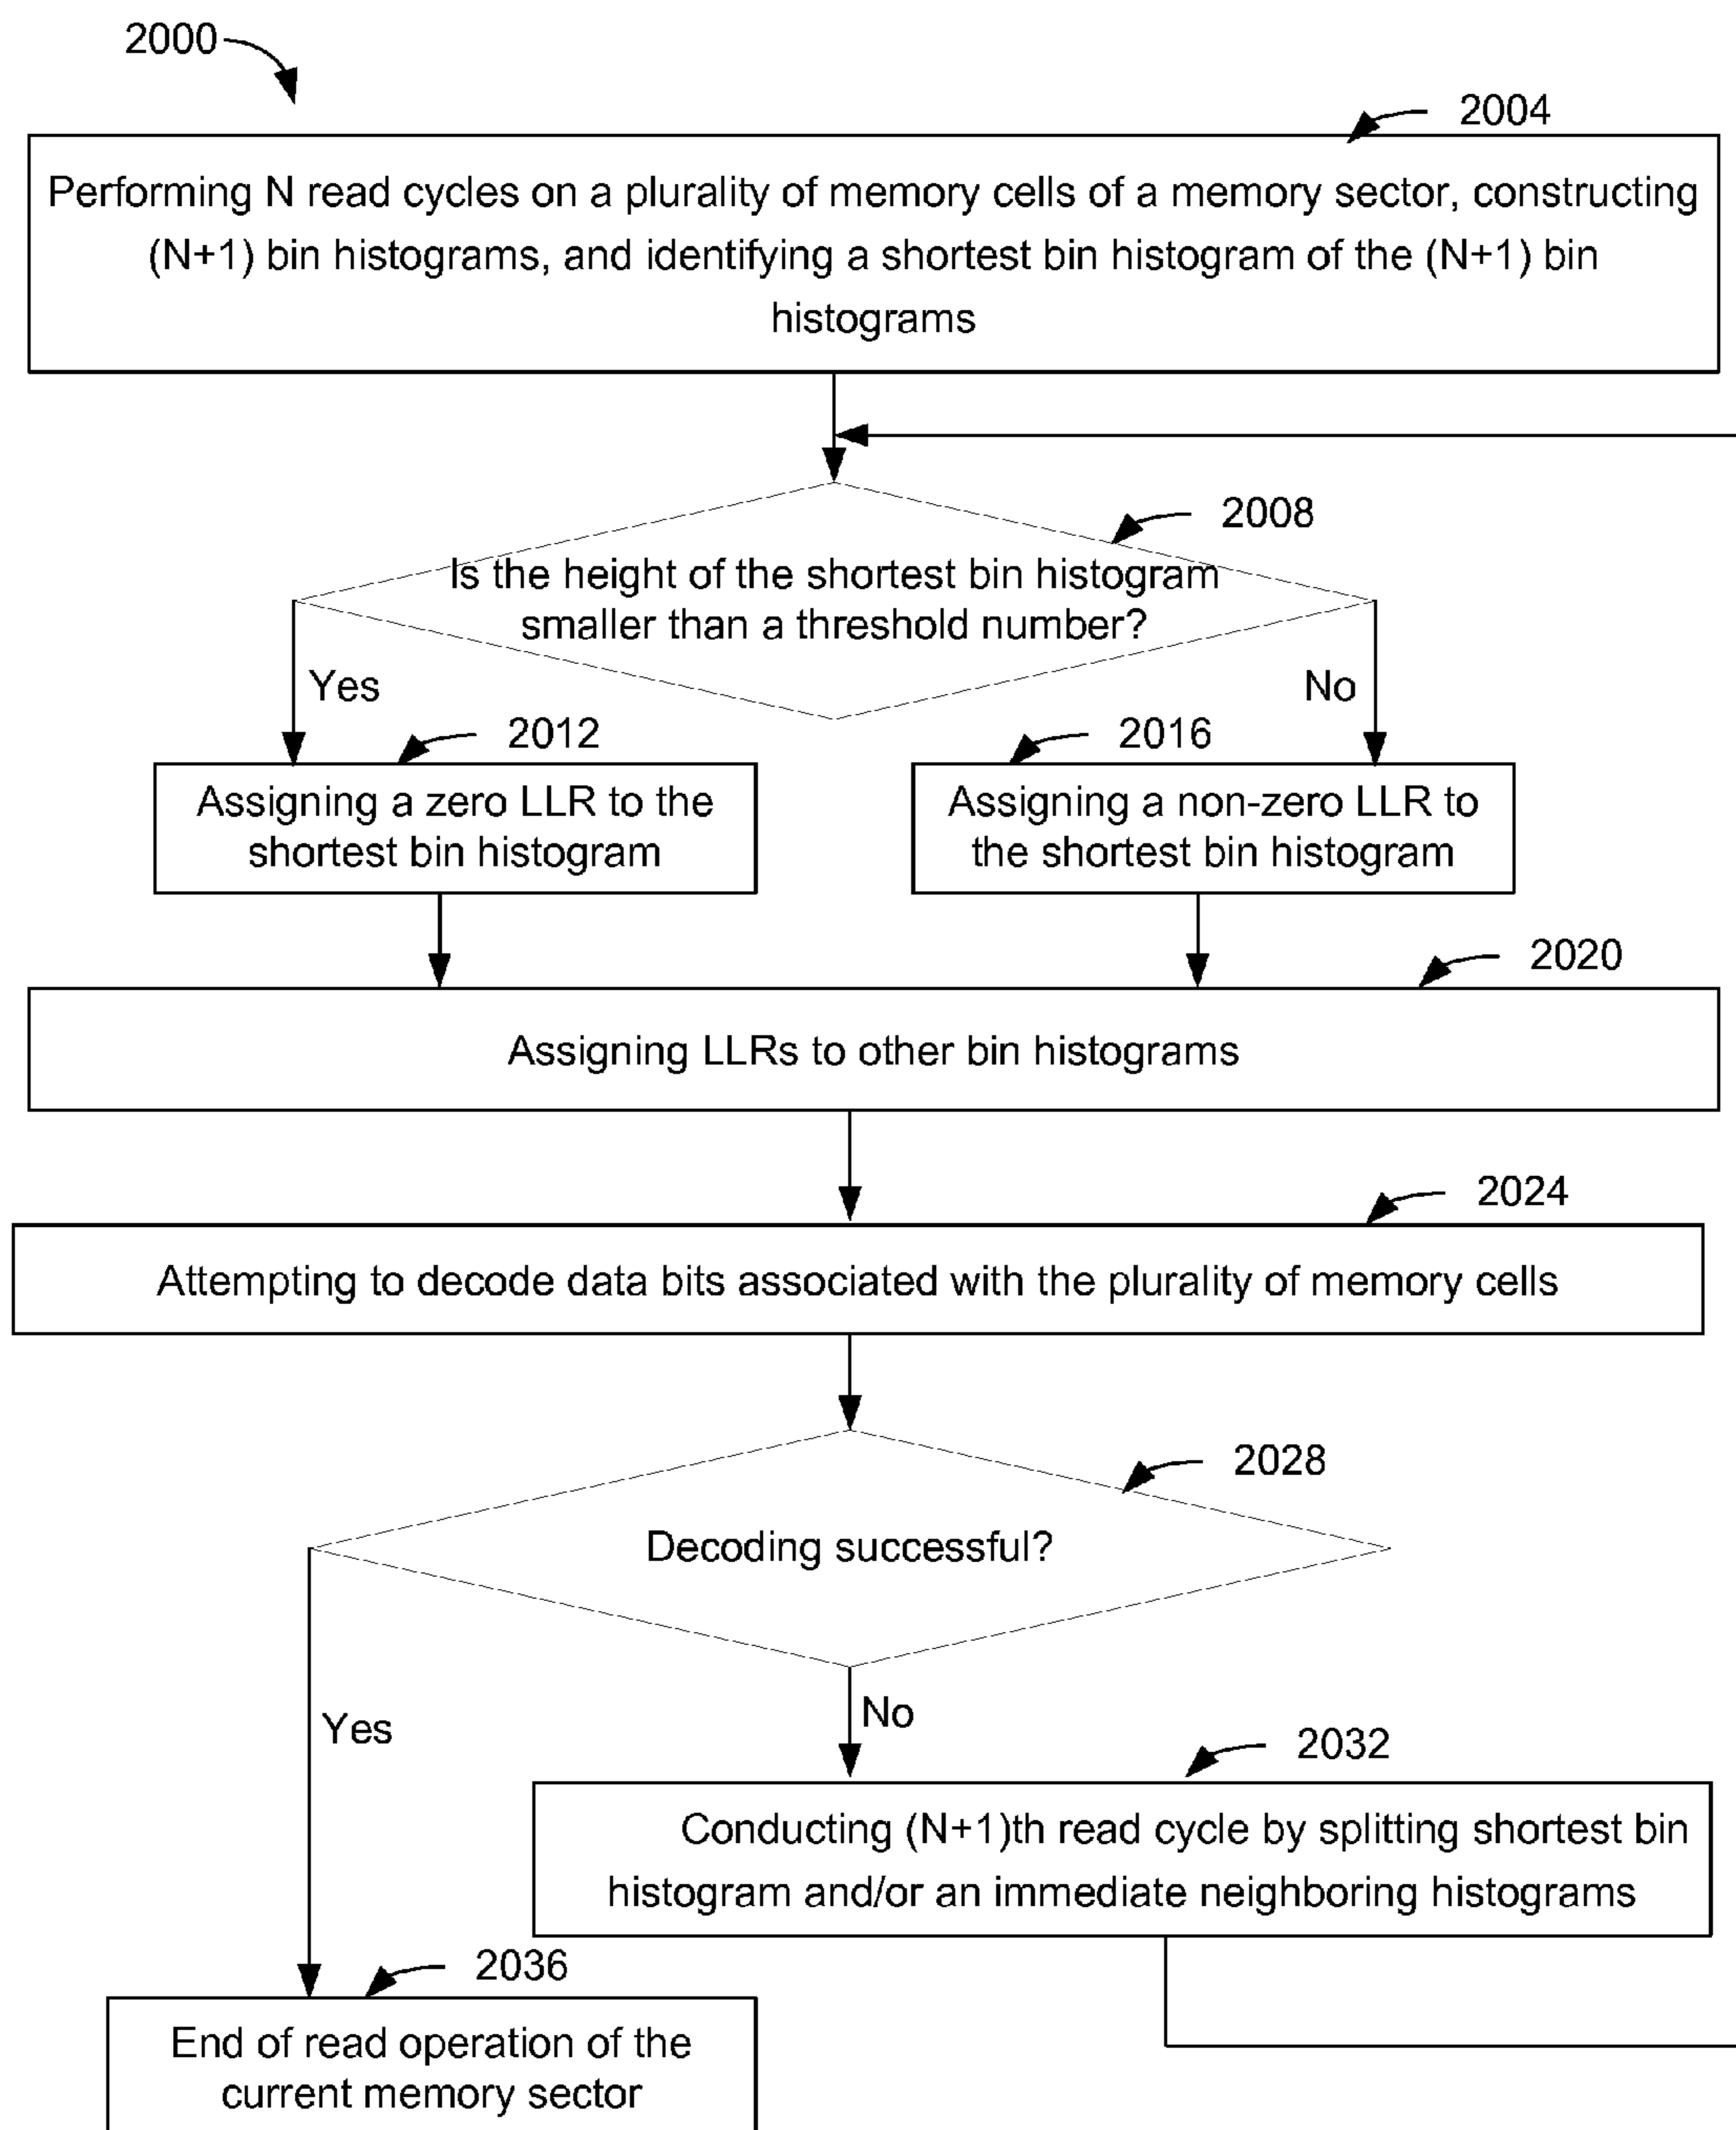 2000
2004
Performing N read cycles on a plurality of memory cells of a memory sector, constructing
(N+1) bin histograms, and identifying a shortest bin histogram of the (N+1) bin
histograms
2008
Is the height of the shortest bin histogram
smaller than a threshold number?
Yes
No
2012
2016
Assigning a zero LLR to the
shortest bin histogram
Assigning a non-zero LLR to
the shortest bin histogram
2020
Assigning LLRs to other bin histograms
2024
Attempting to decode data bits associated with the plurality of memory cells
2028
Decoding successful?
Yes
No
2032
Conducting (N+1)th read cycle by splitting shortest bin
histogram and/or an immediate neighboring histograms
2036
End of read operation of the
current memory sector